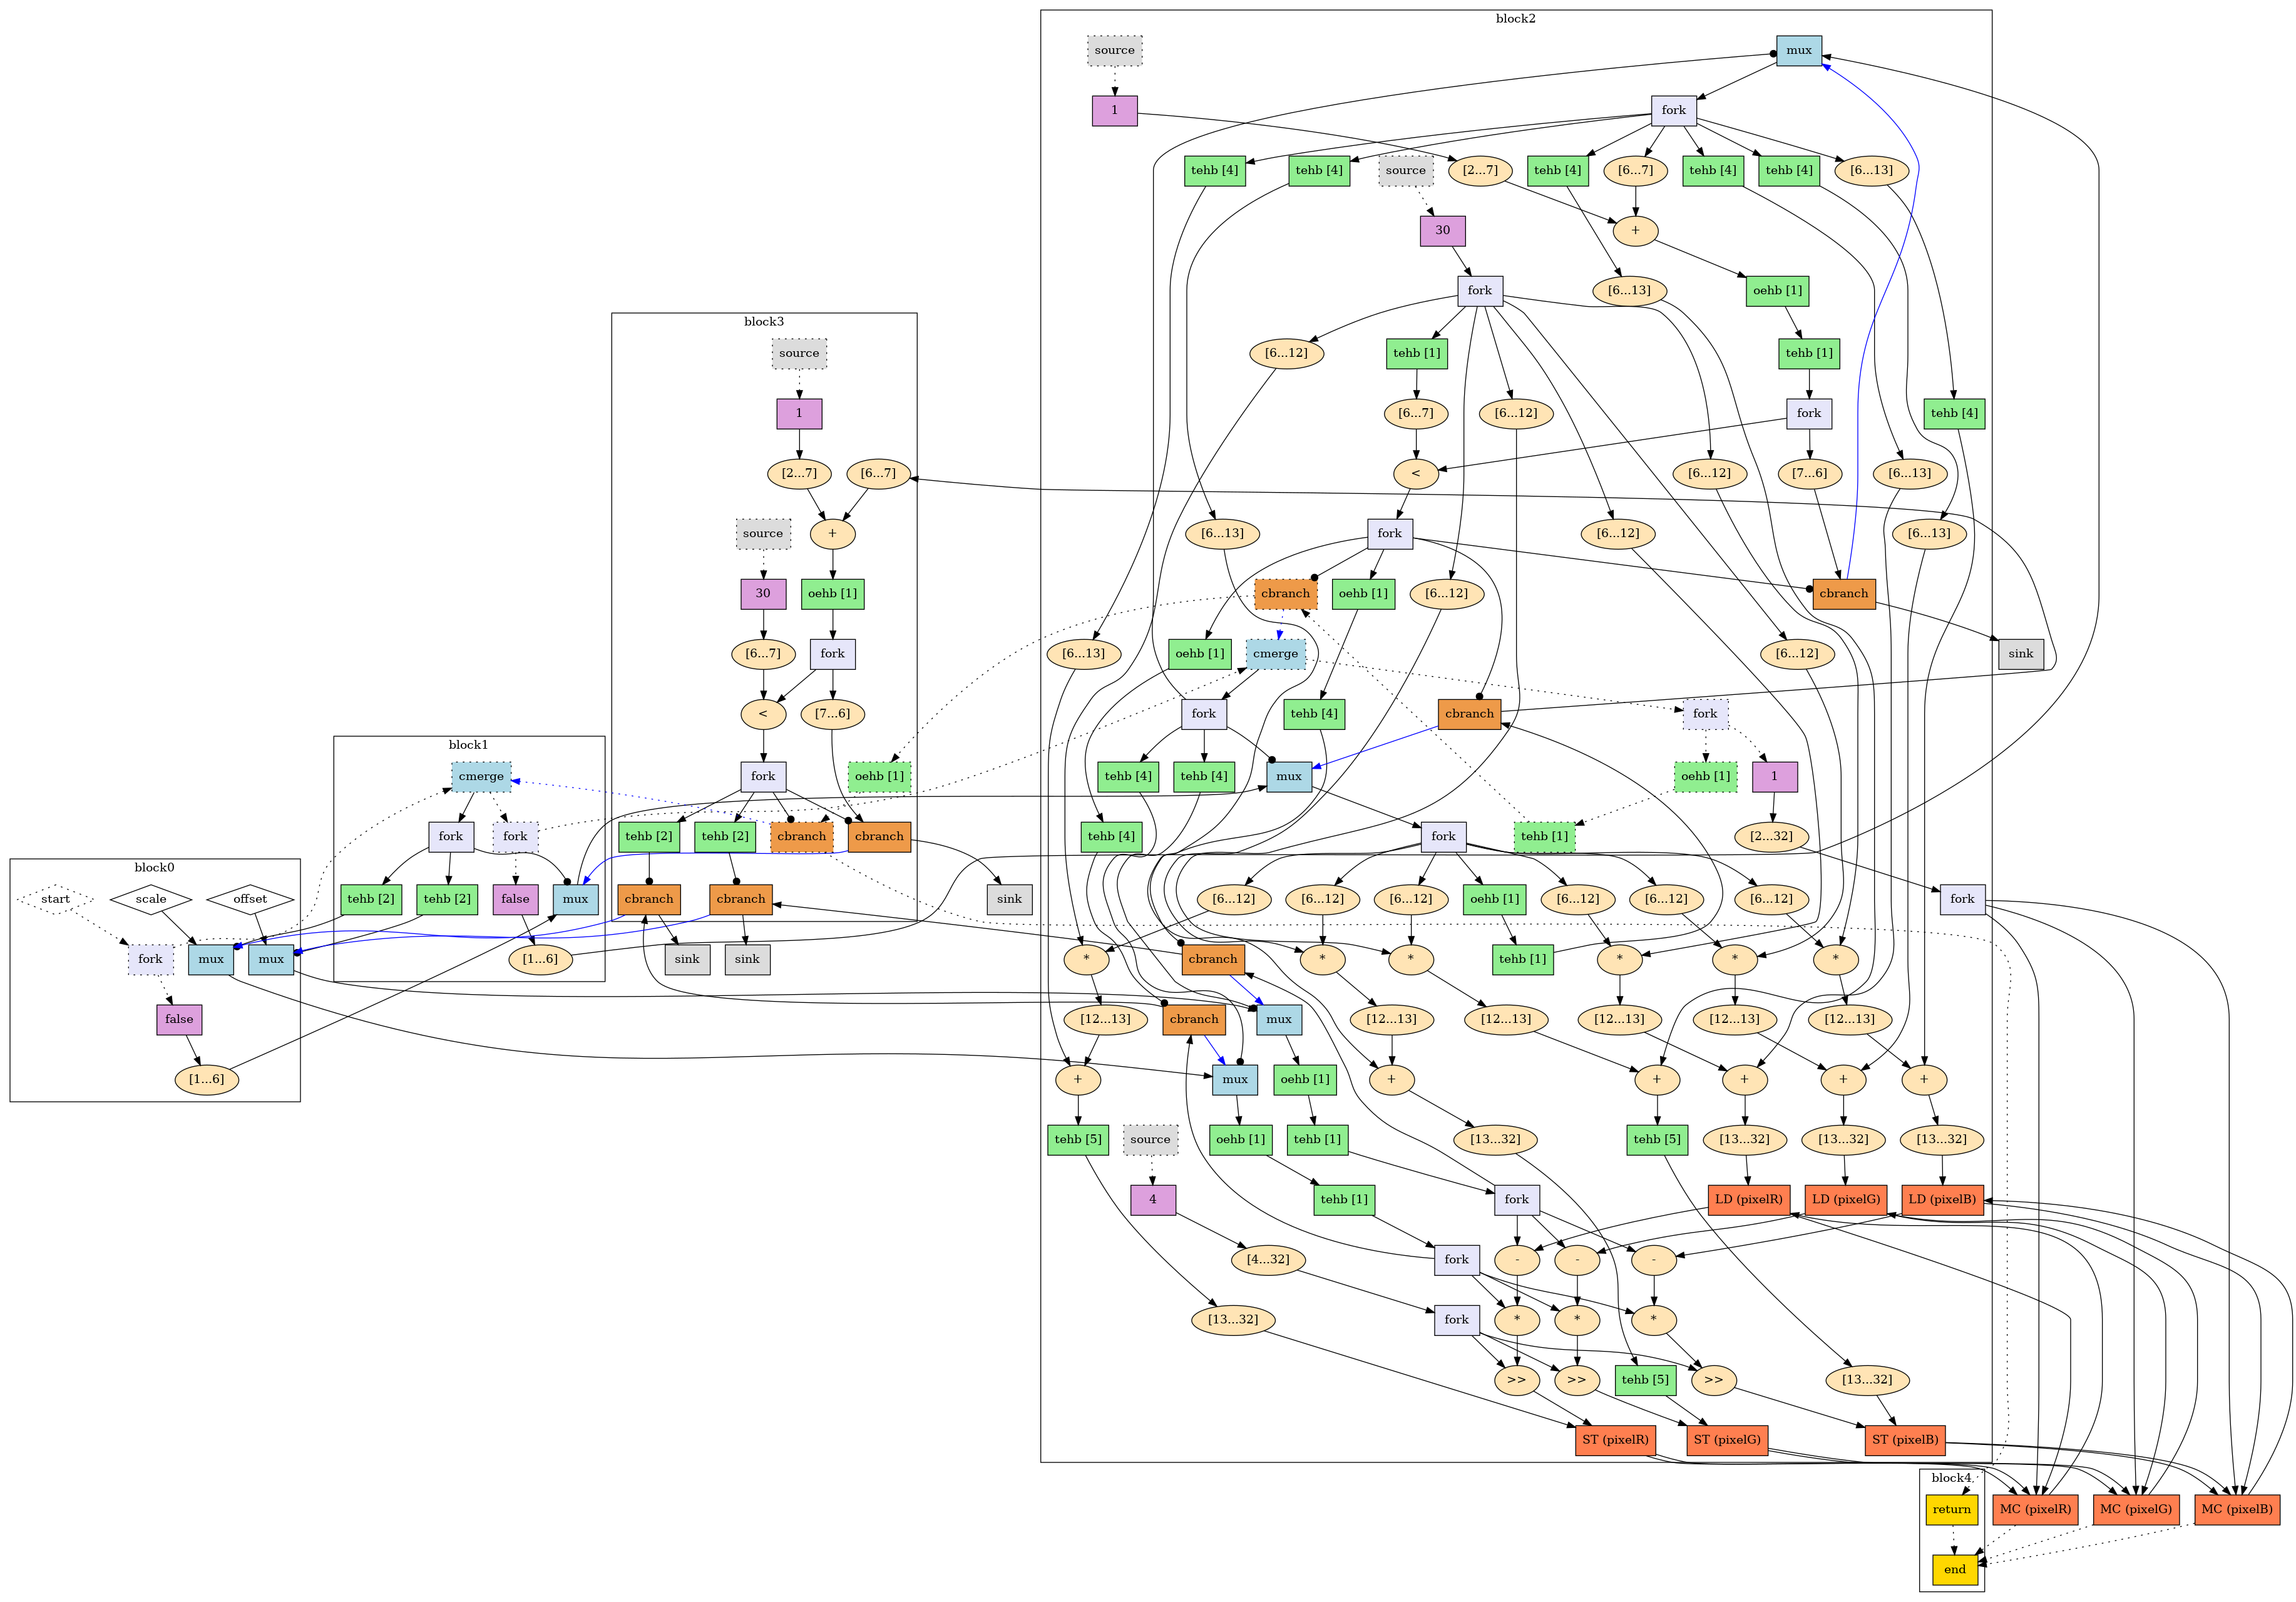 block2
source
mux
1
fork
tehb [4]
tehb [4]
source
[2...7]
tehb [4]
[6...7]
tehb [4]
tehb [4]
[6...13]
30
+
fork
[6...13]
oehb [1]
block3
source
[6...12]
tehb [1]
tehb [1]
1
[6...7]
[6...12]
fork
tehb [4]
[2...7]
[6...7]
<
[6...12]
[7...6]
[6...13]
source
+
[6...13]
fork
[6...12]
[6...13]
30
oehb [1]
cbranch
oehb [1]
[6...12]
cbranch
[6...7]
fork
[6...13]
oehb [1]
cmerge
[6...12]
sink
<
[7...6]
fork
tehb [4]
cbranch
fork
block1
cmerge
fork
oehb [1]
tehb [4]
tehb [4]
mux
oehb [1]
1
fork
fork
tehb [2]
tehb [2]
cbranch
cbranch
tehb [4]
fork
tehb [1]
[2...32]
block0
start
scale
offset
tehb [2]
tehb [2]
false
mux
cbranch
cbranch
sink
[6...12]
[6...12]
[6...12]
oehb [1]
[6...12]
[6...12]
[6...12]
fork
fork
mux
mux
[1...6]
sink
sink
*
cbranch
*
*
tehb [1]
*
*
*
false
[12...13]
cbranch
mux
[12...13]
[12...13]
[12...13]
[12...13]
[12...13]
[1...6]
+
mux
oehb [1]
+
+
+
+
+
tehb [5]
source
oehb [1]
tehb [1]
[13...32]
tehb [5]
[13...32]
[13...32]
[13...32]
4
tehb [1]
fork
LD (pixelR)
LD (pixelG)
LD (pixelB)
[4...32]
fork
-
-
-
[13...32]
fork
*
*
*
>>
>>
tehb [5]
>>
[13...32]
ST (pixelR)
ST (pixelG)
ST (pixelB)
block4
return
MC (pixelR)
MC (pixelG)
MC (pixelB)
end